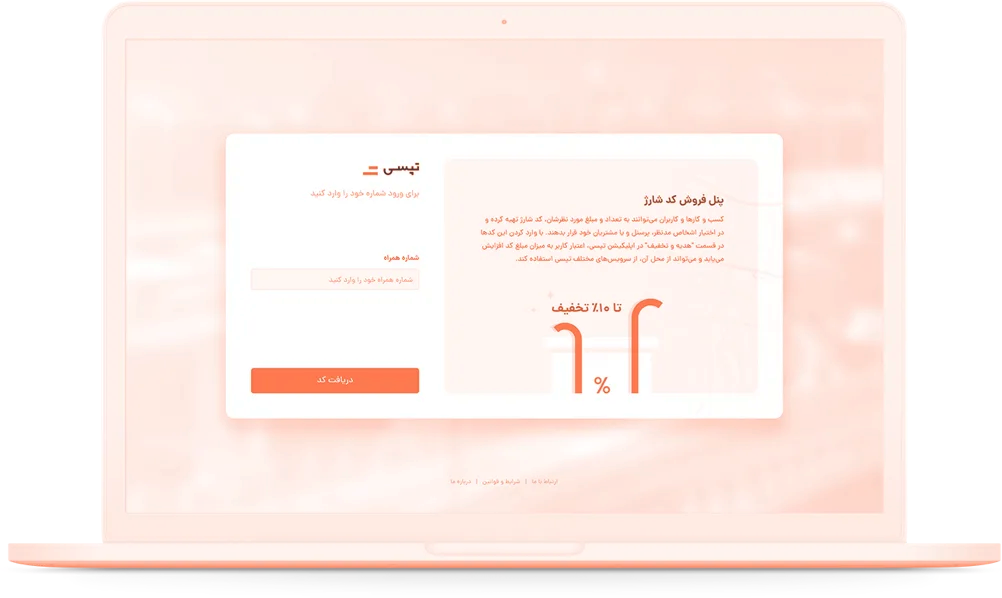 پنل فروش کد شارژ
کسب و کارها و کاربران می‌توانند به تعداد و مبلغ مورد نظرشان، کد شارژ تهیه کرده و
در اختیار اشخاص مدنظر، پرسنل و یا مشتریان خود قرار بدهند. با وارد کردن این کدها
در قسمت "هدیه و تخفیف" در اپلیکیشن تپسی، اعتبار کاربر به میزان مبلغ کد افزایش
می‌یابد و می‌تواند از محل آن، از سرویس‌های مختلف تپسی استفاده کند.
تا ۱۰٪ تخفیف
%
تپسی
برای ورود شماره خود را وارد کنید
شماره همراه
شماره همراه خود را وارد کنید
دریافت کد
ارتباط با ما | شرایط و قوانین | درباره ما